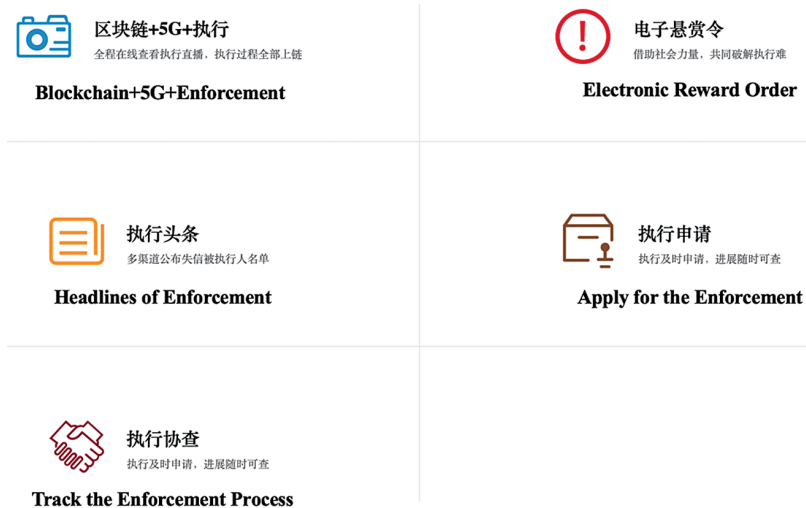 区块链+5G+执行
全程在线查看执行直播，执行过程全部上链
Blockchain+5G+Enforcement
电子悬赏令
借助社会力量，共同破解执行难
Electronic Reward Order
执行头条
多渠道公布失信被执行人名单
Headlines of Enforcement
执行申请
执行及时申请，进展随时可查
Apply for the Enforcement
执行协查
执行及时申请，进展随时可查
Track the Enforcement Process